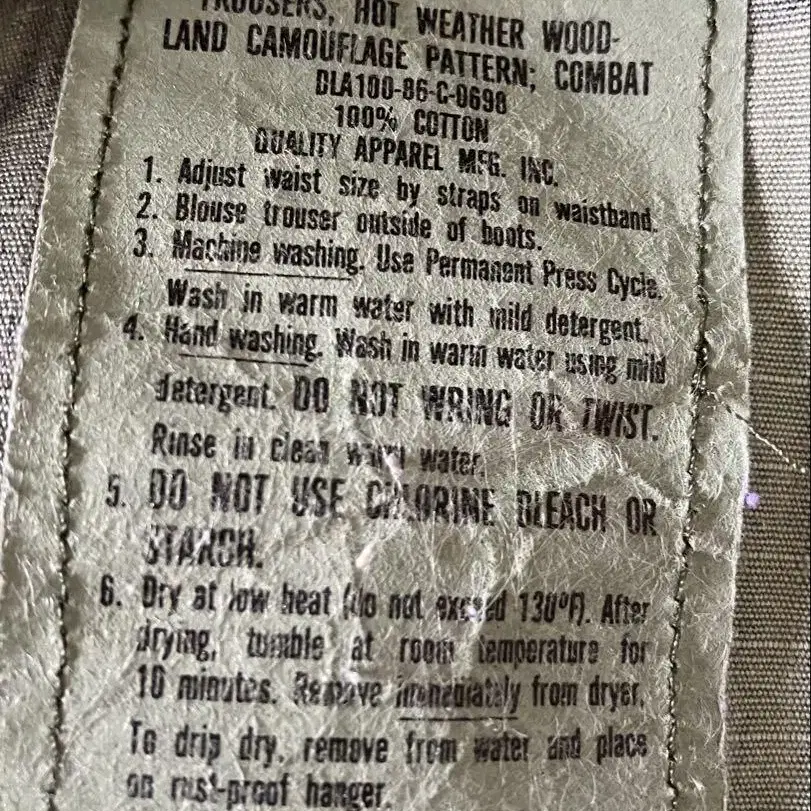 TROUSERS, HOT WEATHER WOOD-
LAND CAMOUFLAGE PATTERN; COMBAT
DLA100-86-C-0698
100% COTTON
QUALITY APPAREL MFG. INC.
1. Adjust waist size by straps on waistband.
2. Blouse trouser outside of boots.
3. Machine washing. Use Permanent Press Cycle.
Wash in warm water with mild detergent.
4. Hand washing. Wash in warm water using mild
detergent. DO NOT WRING OR TWIST.
Rinse in clean warm water.
5. DO NOT USE CHLORINE BLEACH OR
STARCH.
6. Dry at low heat (do not exceed 130ºF). After
drying, tumble at room temperature for
10 minutes. Remove immediately from dryer.
To drip dry, remove from water and place
on rust-proof hanger.